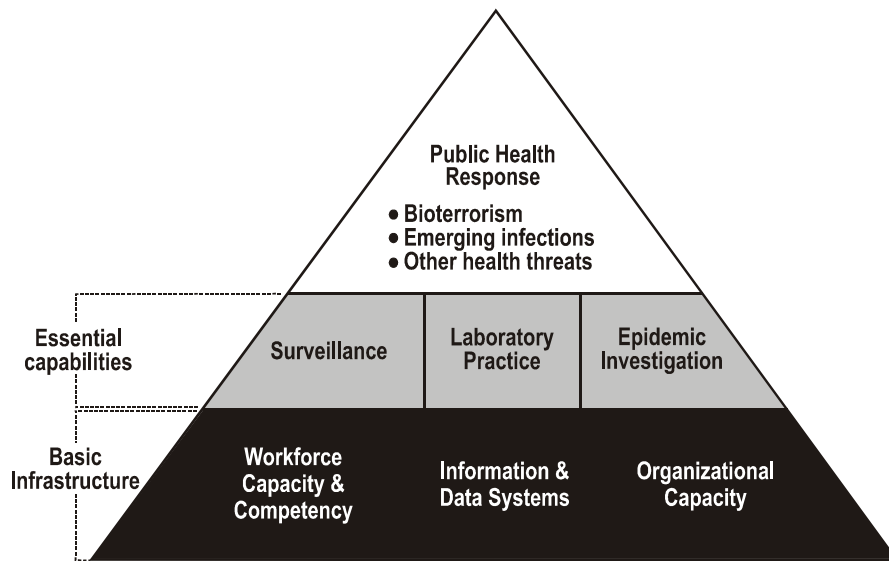 Public Health
Response
● Bioterrorism
● Emerging infections
● Other health threats
Essential
capabilities
Surveillance
Laboratory
Practice
Epidemic
Investigation
Basic
Infrastructure
Workforce
Capacity &
Competency
Information &
Data Systems
Organizational
Capacity